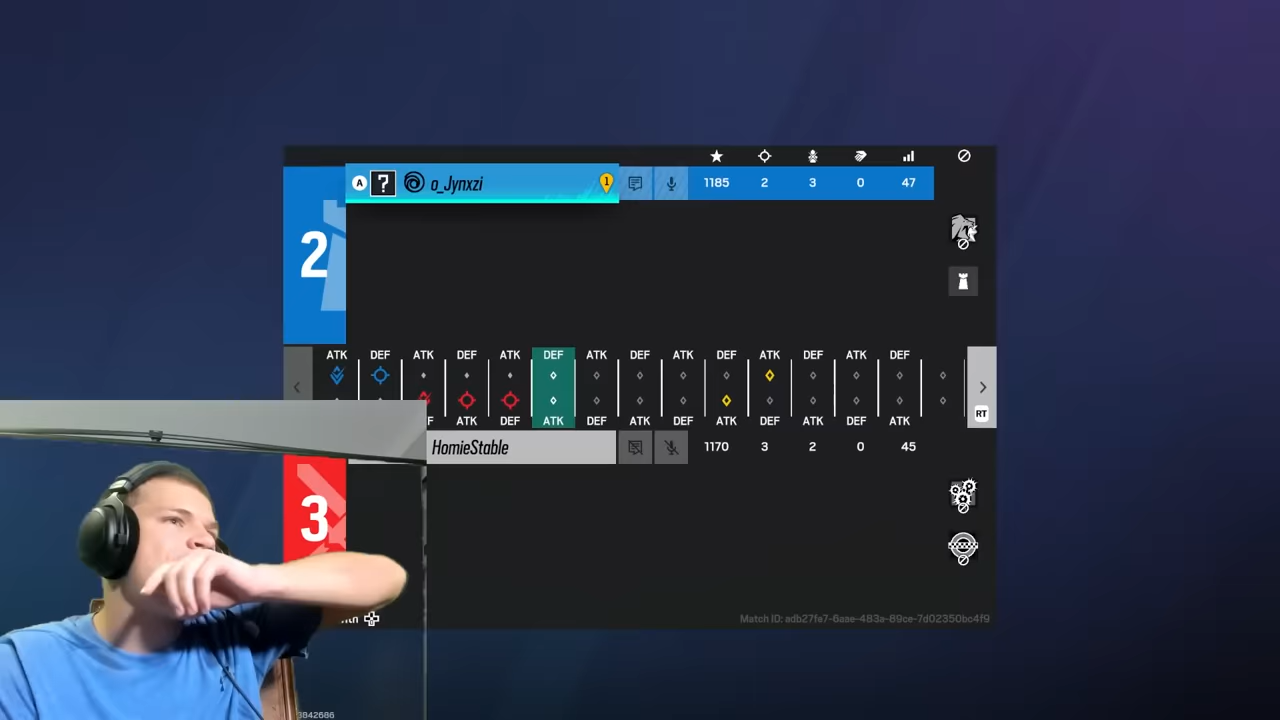 A ? o_Jynxzi 1 1185 2 3 0 47
2
ATK DEF ATK DEF ATK DEF ATK DEF ATK DEF ATK DEF ATK DEF
RT
ATK DEF ATK DEF ATK DEF ATK DEF ATK DEF ATK
HomieStable 1170 3 2 0 45
3
Match ID: adb27fe7-6aae-483a-89ce-7d02350bc4f9
3842686